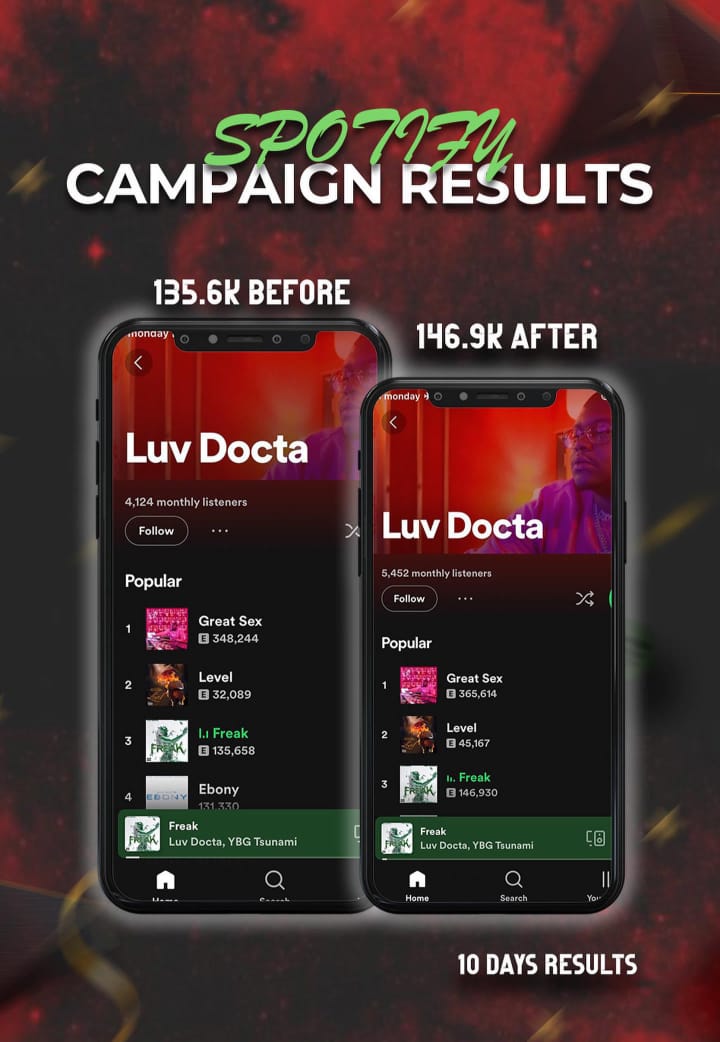 SPOTIFY
CAMPAIGN RESULTS
135.6K BEFORE
monday
Luv Docta
4,124 monthly listeners
Follow
Popular
1
Great Sex
E 348,244
2
Level
E 32,089
3
Freak
E 135,658
4
Ebony
131,330
Freak
Luv Docta, YBG Tsunami
Home
Search
146.9K AFTER
monday
Luv Docta
5,452 monthly listeners
Follow
Popular
1
Great Sex
E 365,614
2
Level
E 45,167
3
Freak
E 146,930
Freak
Luv Docta, YBG Tsunami
Home
Search
You
10 DAYS RESULTS